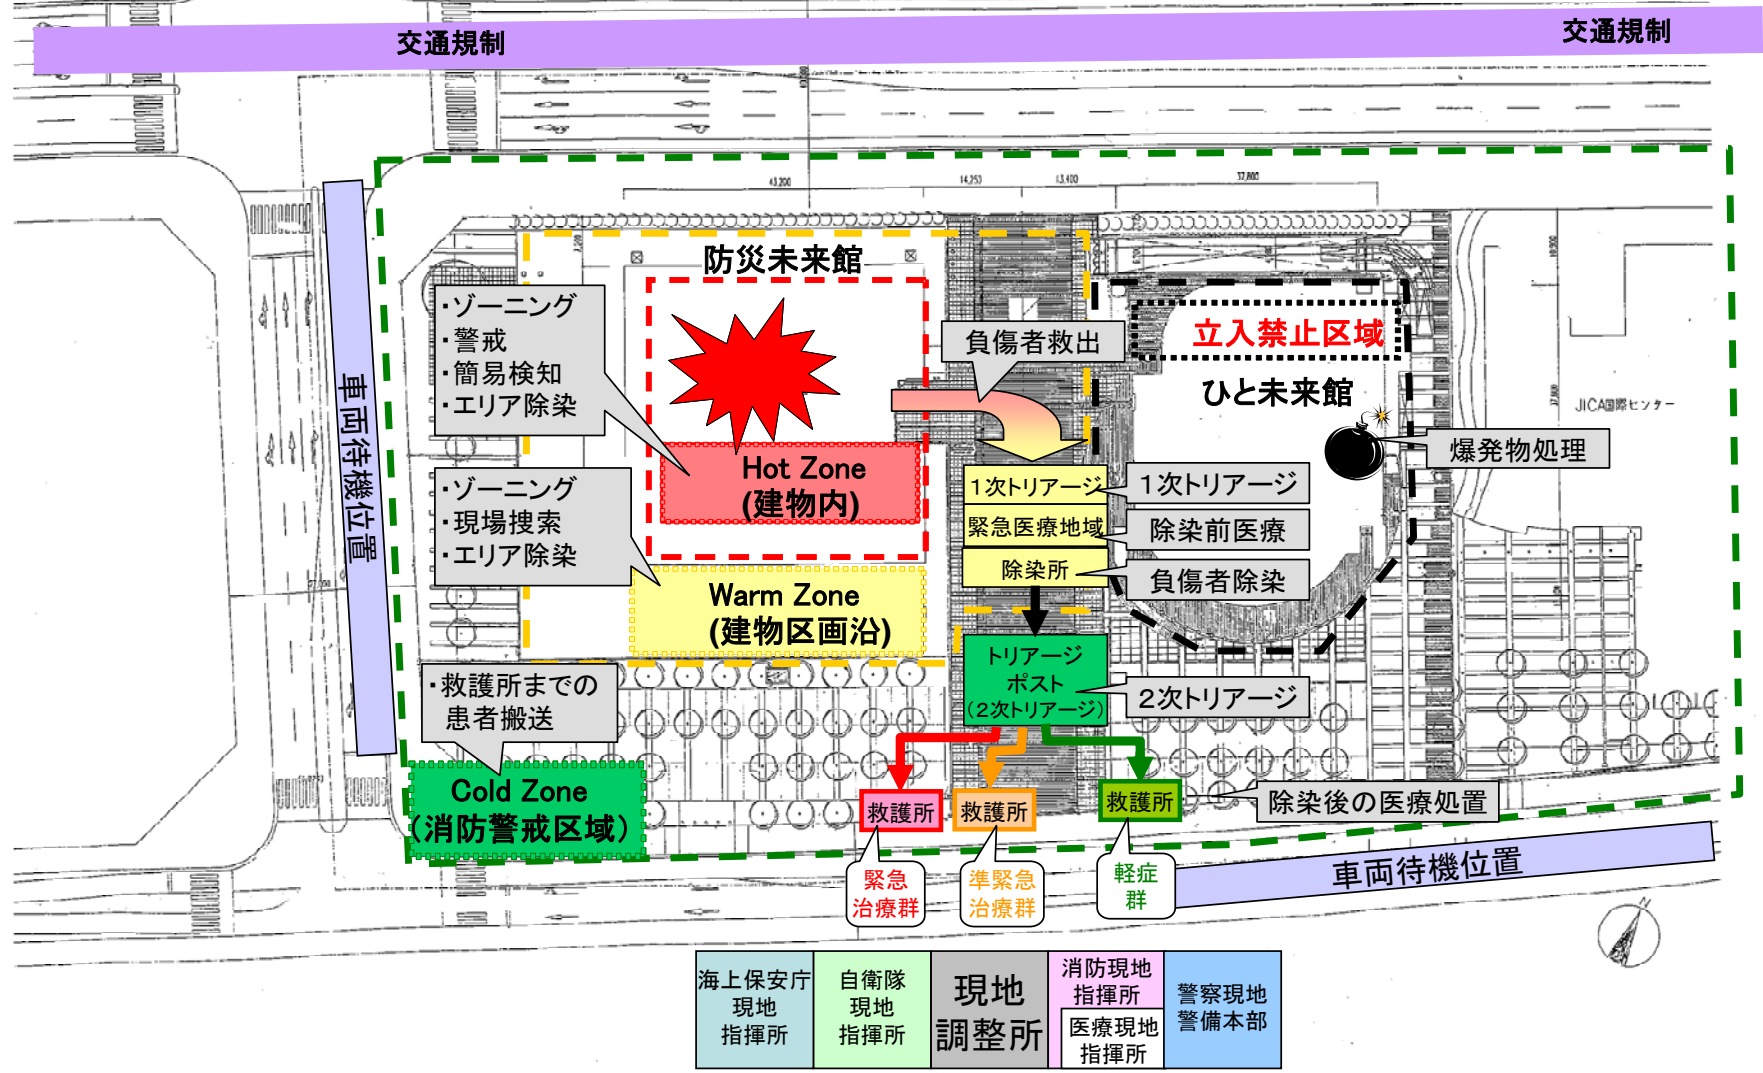 交通規制
交通規制
43,200
14,250
13,400
37,800
防災未来館
・ゾーニング
・警戒
・簡易検知
・エリア除染
負傷者救出
立入禁止区域
ひと未来館
JICA国際センター
爆発物処理
車両待機位置
Hot Zone
(建物内)
・ゾーニング
・現場捜索
・エリア除染
１次トリアージ
１次トリアージ
緊急医療地域
除染前医療
除染所
負傷者除染
Warm Zone
(建物区画沿)
トリアージ
ポスト
（２次トリアージ）
２次トリアージ
・救護所までの
患者搬送
Cold Zone
(消防警戒区域）
救護所
救護所
救護所
除染後の医療処置
緊急
治療群
準緊急
治療群
軽症
群
車両待機位置
N
海上保安庁
現地
指揮所
自衛隊
現地
指揮所
現地
調整所
消防現地
指揮所
医療現地
指揮所
警察現地
警備本部